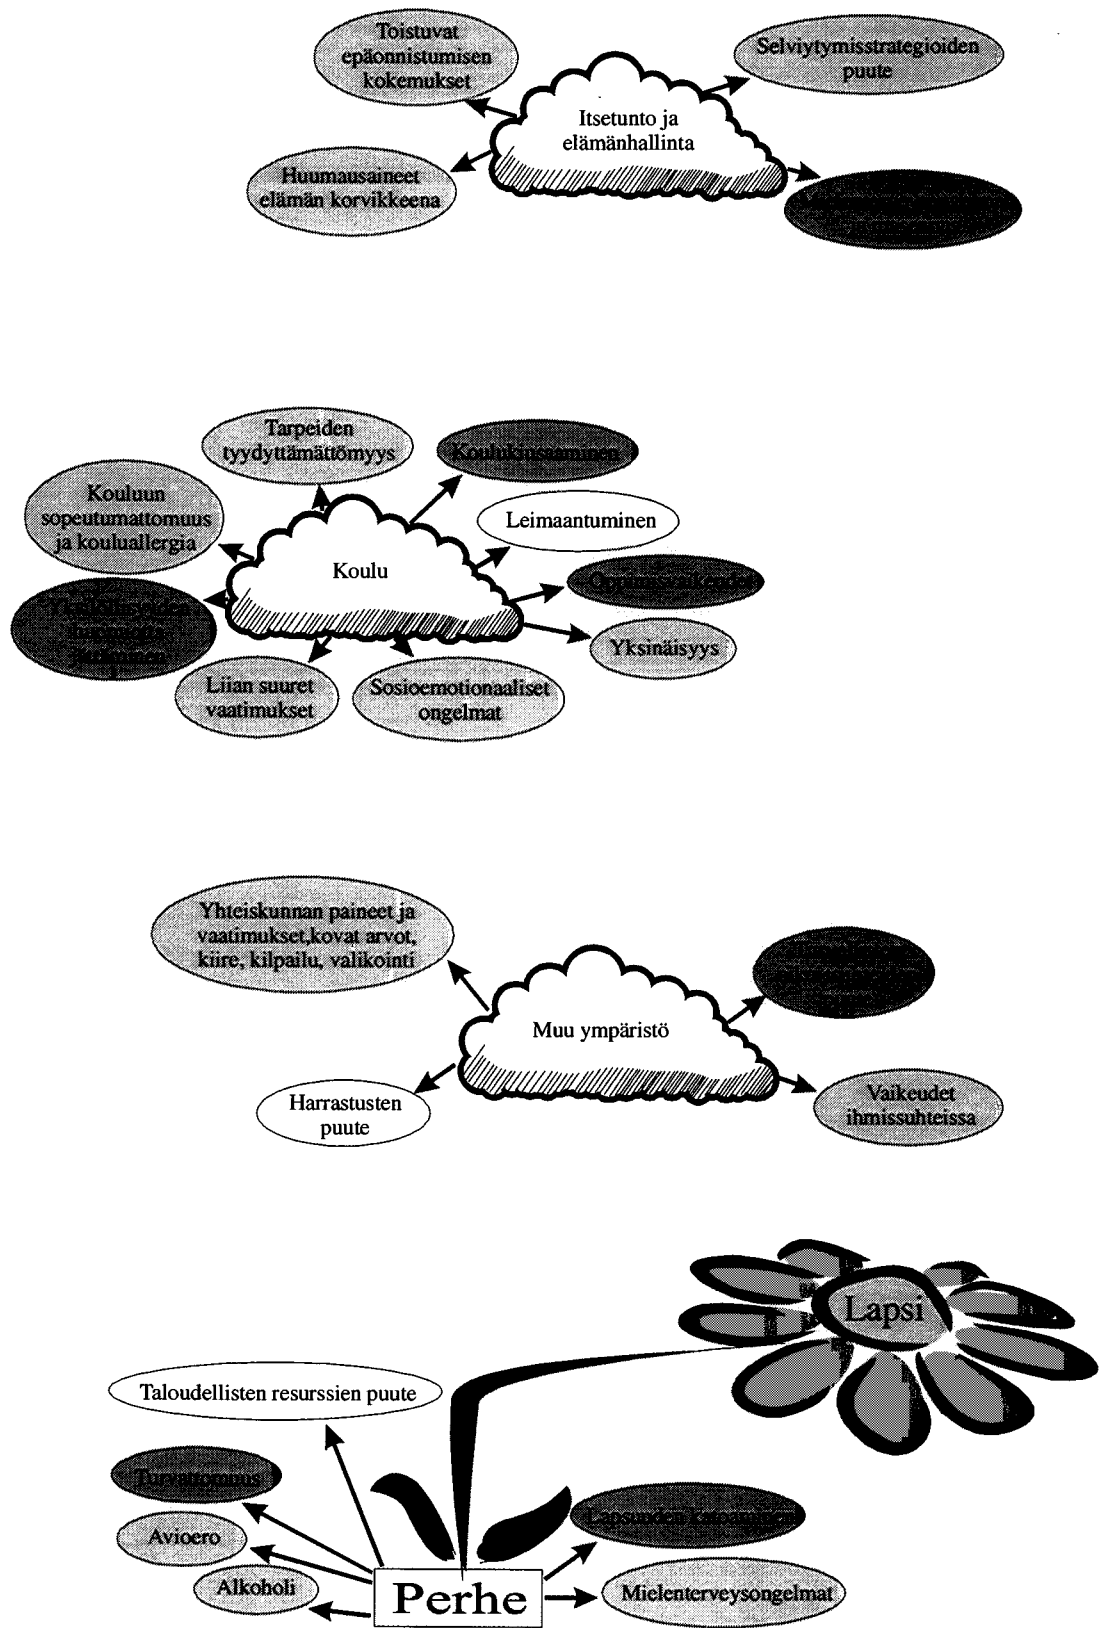 Toistuvat
epäonnistumisen
kokemukset
Selviytymisstrategioiden
puute
Itsetunto ja
elämänhallinta
Huumausaineet
elämän korvikkeena
Tarpeiden
tyydyttämättömyys
Koulukiusaaminen
Kouluun
sopeutumattomuus
ja kouluallergia
Leimaantuminen
Koulu
Oppimisvaikeudet
Yksinäisyys
Liian suuret
vaatimukset
Sosioemotionaaliset
ongelmat
Yhteiskunnan paineet ja
vaatimukset,kovat arvot,
kiire, kilpailu, valikointi
Muu ympäristö
Harrastusten
puute
Vaikeudet
ihmissuhteissa
Lapsi
Taloudellisten resurssien puute
Turvattomuus
Lapsuuden katoaminen
Avioero
Alkoholi
Perhe
Mielenterveysongelmat